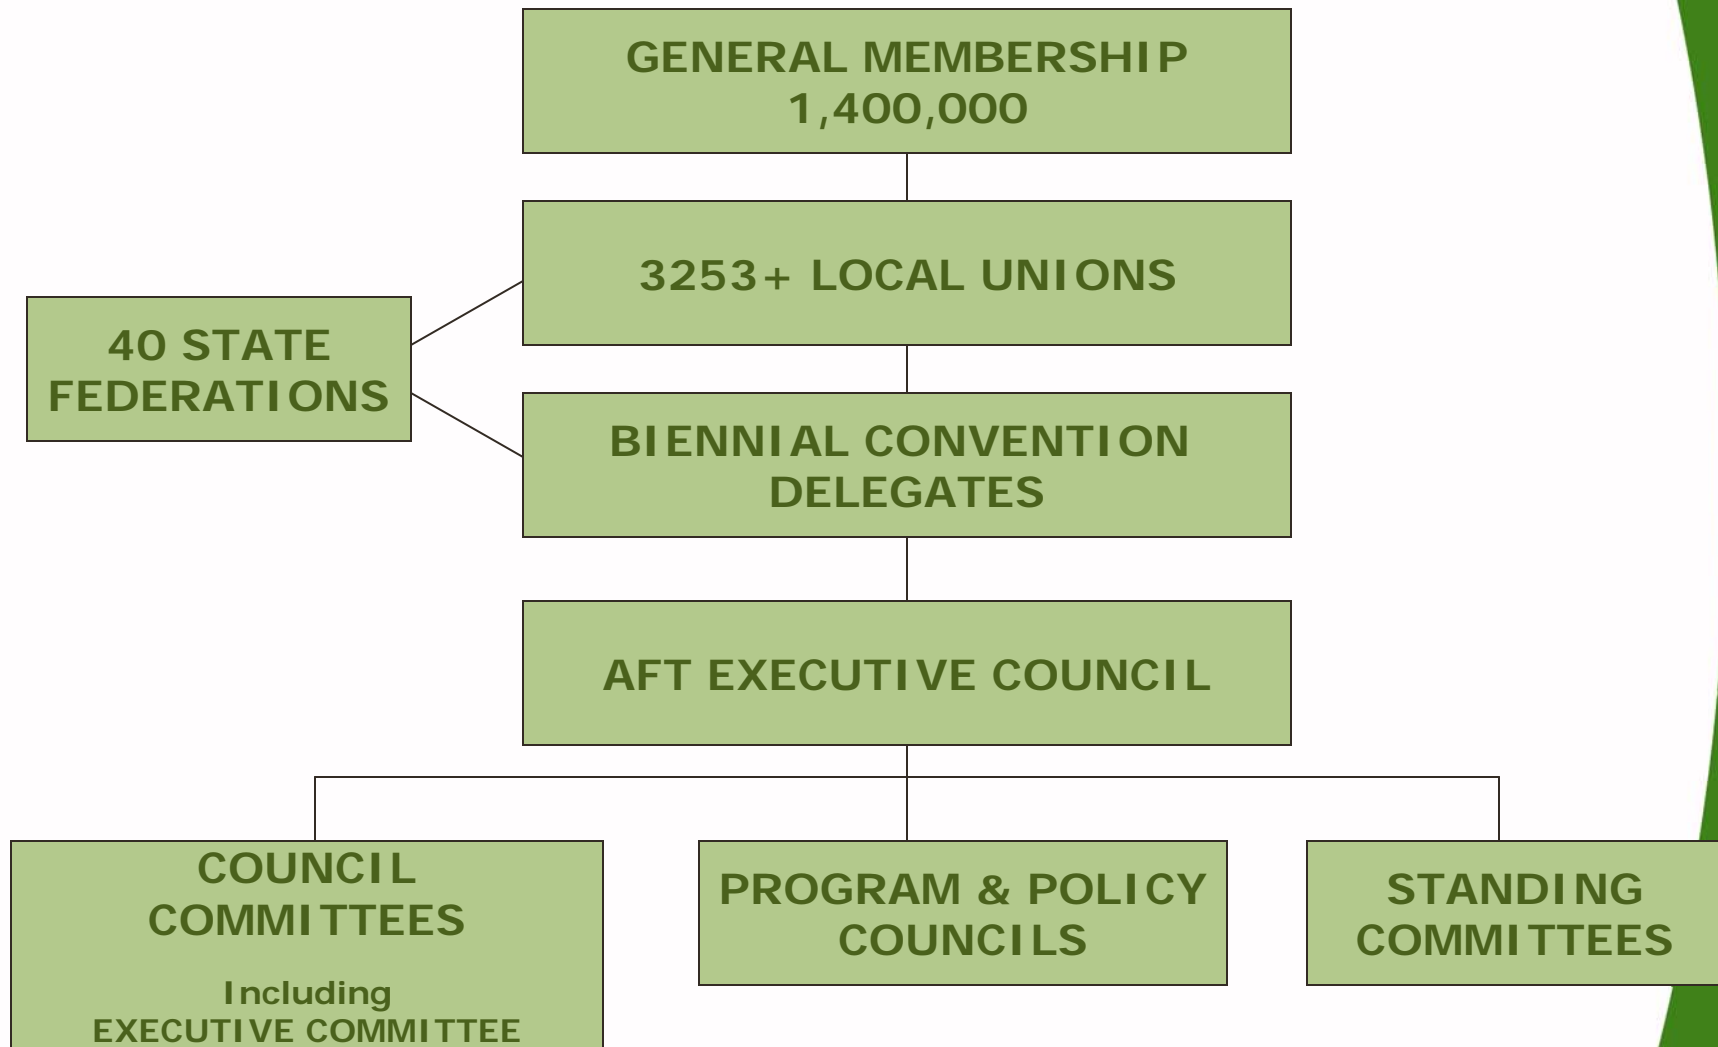 GENERAL MEMBERSHIP
1,400,000
3253+ LOCAL UNIONS
40 STATE
FEDERATIONS
BIENNIAL CONVENTION
DELEGATES
AFT EXECUTIVE COUNCIL
COUNCIL
COMMITTEES
Including
EXECUTIVE COMMITTEE
PROGRAM & POLICY
COUNCILS
STANDING
COMMITTEES